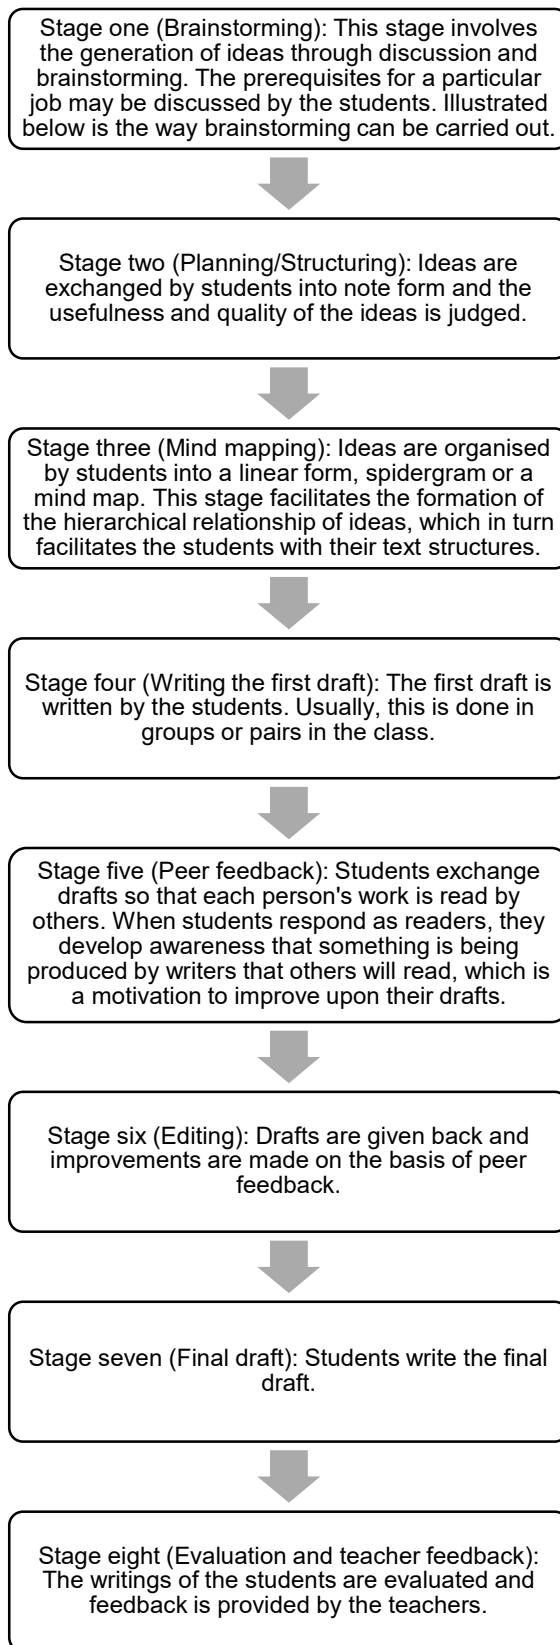 Stage one (Brainstorming): This stage involves
the generation of ideas through discussion and
brainstorming. The prerequisites for a particular
job may be discussed by the students. Illustrated
below is the way brainstorming can be carried out.
Stage two (Planning/Structuring): Ideas are
exchanged by students into note form and the
usefulness and quality of the ideas is judged.
Stage three (Mind mapping): Ideas are organised
by students into a linear form, spidergram or a
mind map. This stage facilitates the formation of
the hierarchical relationship of ideas, which in turn
facilitates the students with their text structures.
Stage four (Writing the first draft): The first draft is
written by the students. Usually, this is done in
groups or pairs in the class.
Stage five (Peer feedback): Students exchange
drafts so that each person's work is read by
others. When students respond as readers, they
develop awareness that something is being
produced by writers that others will read, which is
a motivation to improve upon their drafts.
Stage six (Editing): Drafts are given back and
improvements are made on the basis of peer
feedback.
Stage seven (Final draft): Students write the final
draft.
Stage eight (Evaluation and teacher feedback):
The writings of the students are evaluated and
feedback is provided by the teachers.